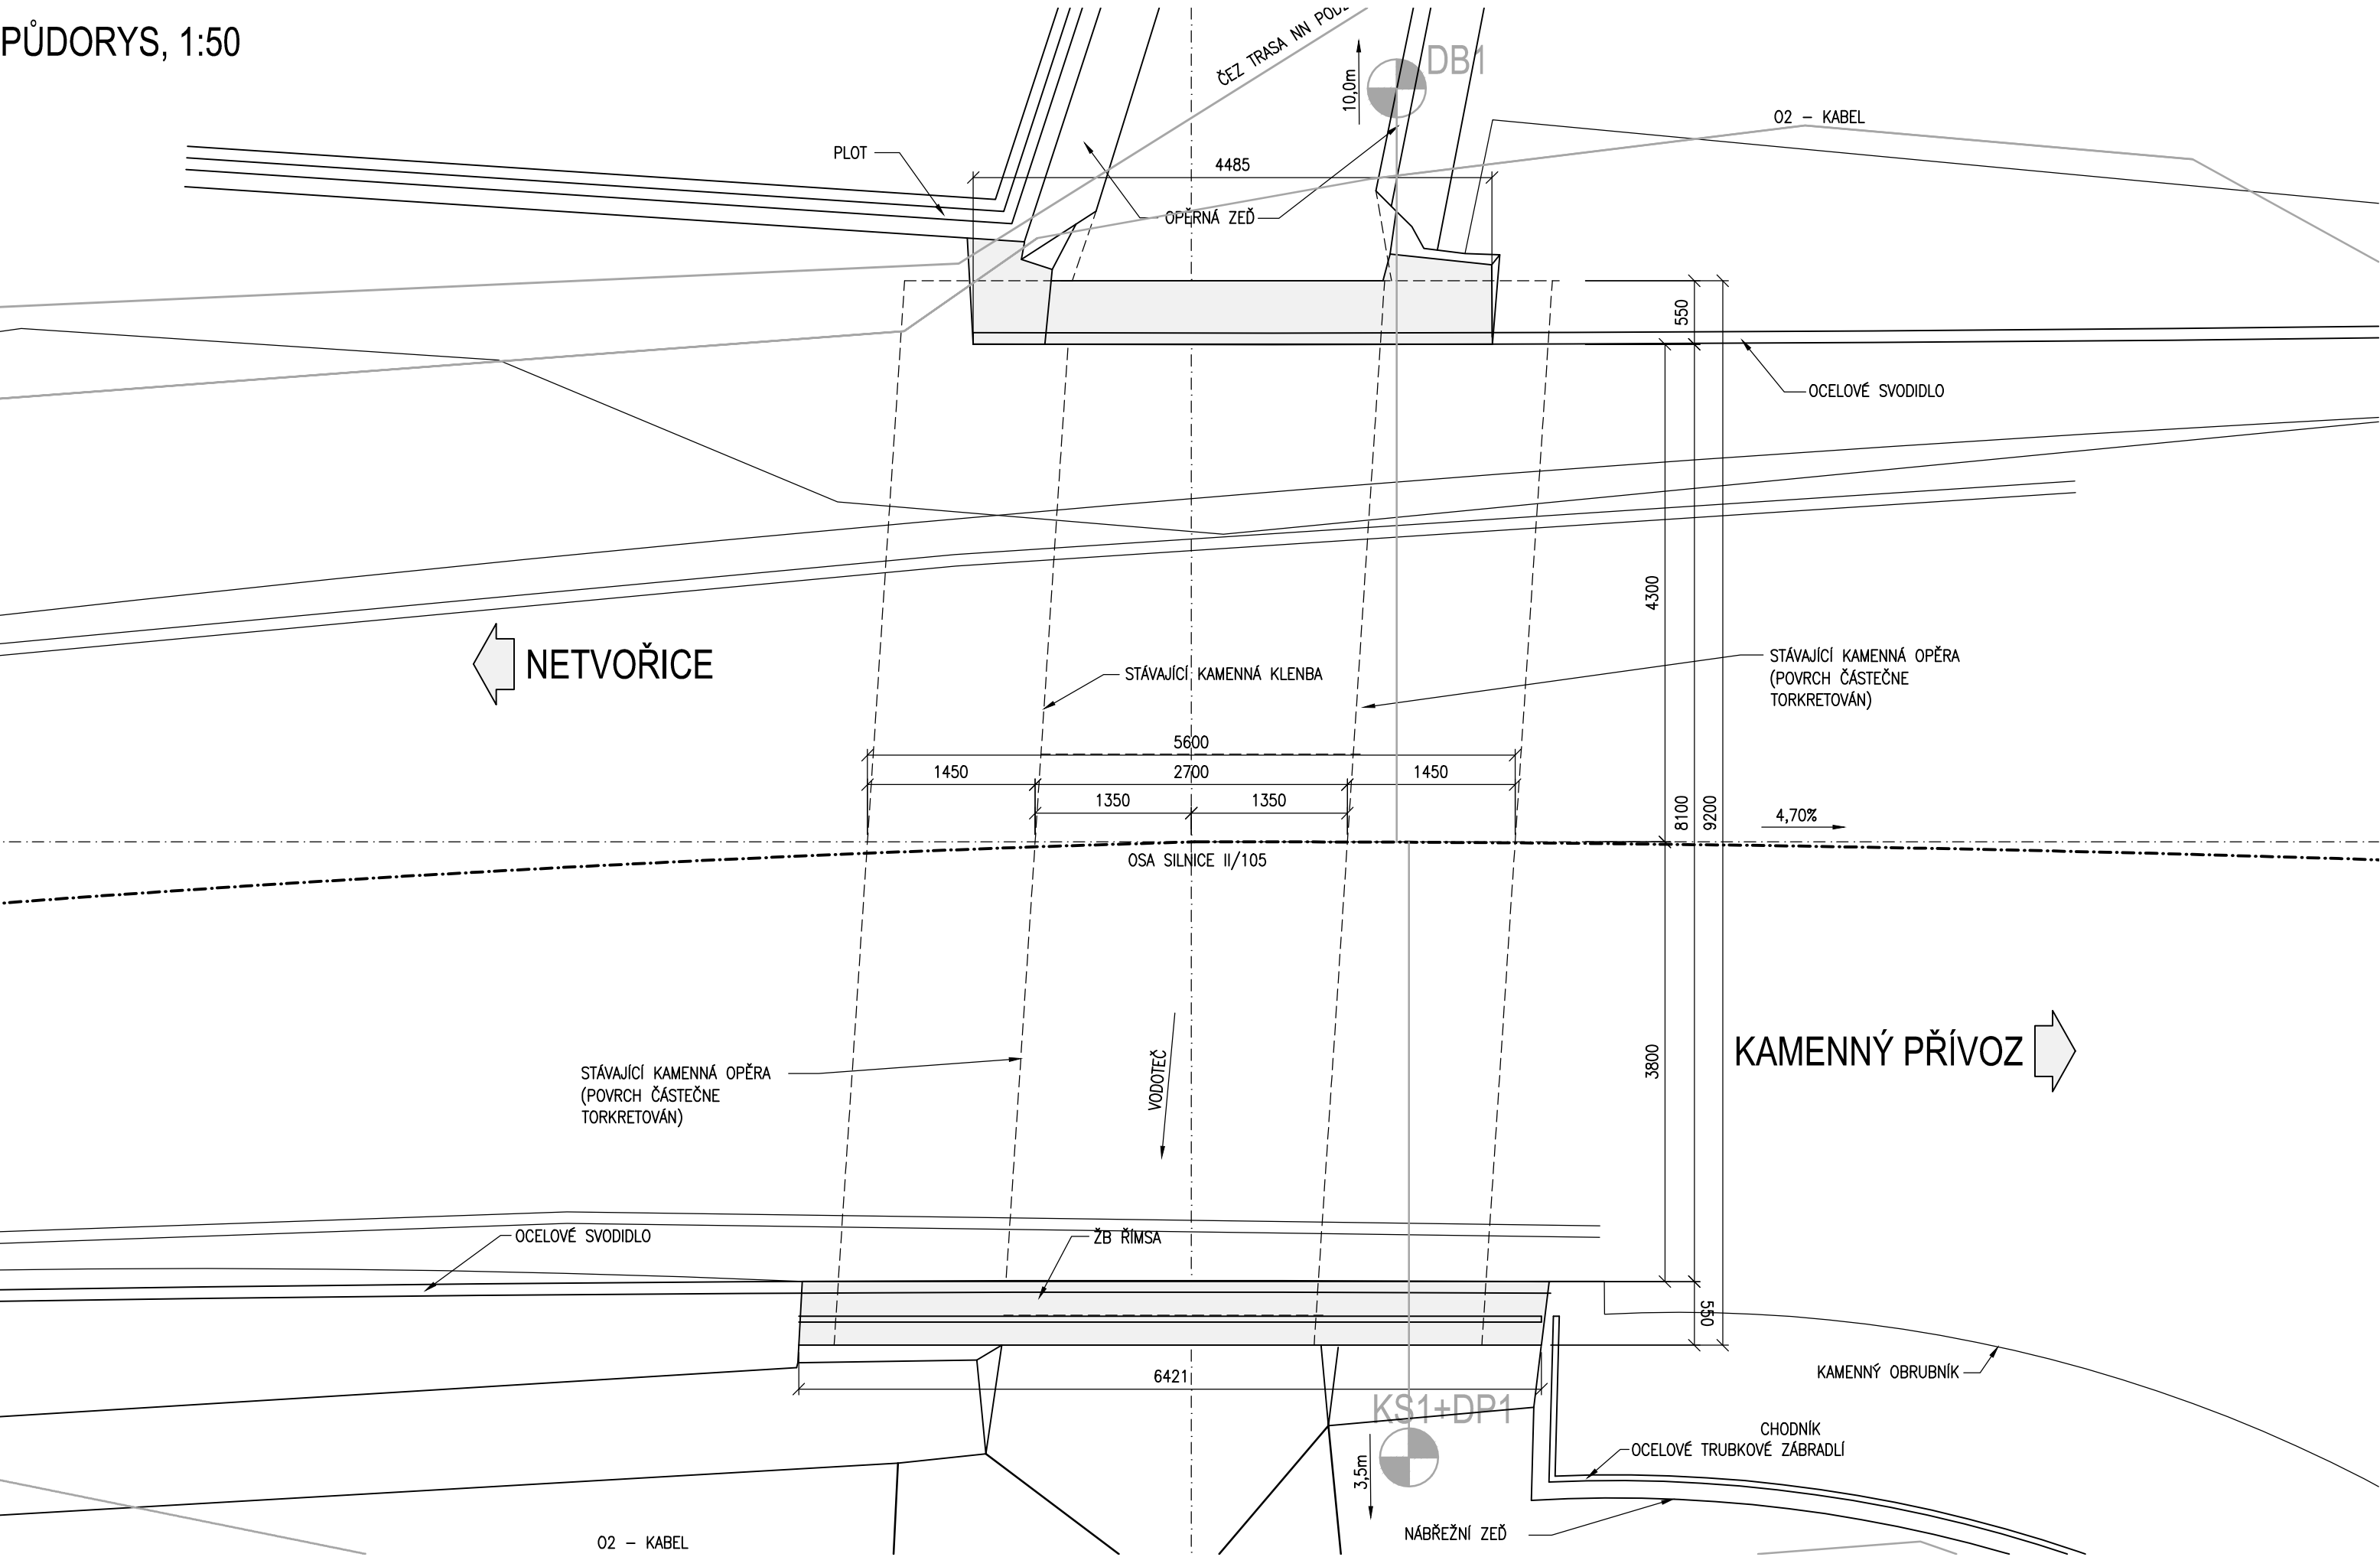 PŮDORYS, 1:50
ČEZ TRASA NN
10,0m
DB1
O2 – KABEL
PLOT
4485
OPĚRNÁ ZEĎ
550
OCELOVÉ SVODIDLO
4300
NETVOŘICE
STÁVAJÍCÍ KAMENNÁ KLENBA
STÁVAJÍCÍ KAMENNÁ OPĚRA
(POVRCH ČÁSTEČNE
TORKRETOVÁN)
5600
1450
2700
1450
1350
1350
8100
9200
4,70%
OSA SILNICE II/105
KAMENNÝ PŘÍVOZ
3800
VODOTEČ
STÁVAJÍCÍ KAMENNÁ OPĚRA
(POVRCH ČÁSTEČNE
TORKRETOVÁN)
OCELOVÉ SVODIDLO
ŽB ŘÍMSA
550
6421
KAMENNÝ OBRUBNÍK
KS1+DP1
CHODNÍK
OCELOVÉ TRUBKOVÉ ZÁBRADLÍ
3,5m
NÁBŘEŽNÍ ZEĎ
O2 – KABEL